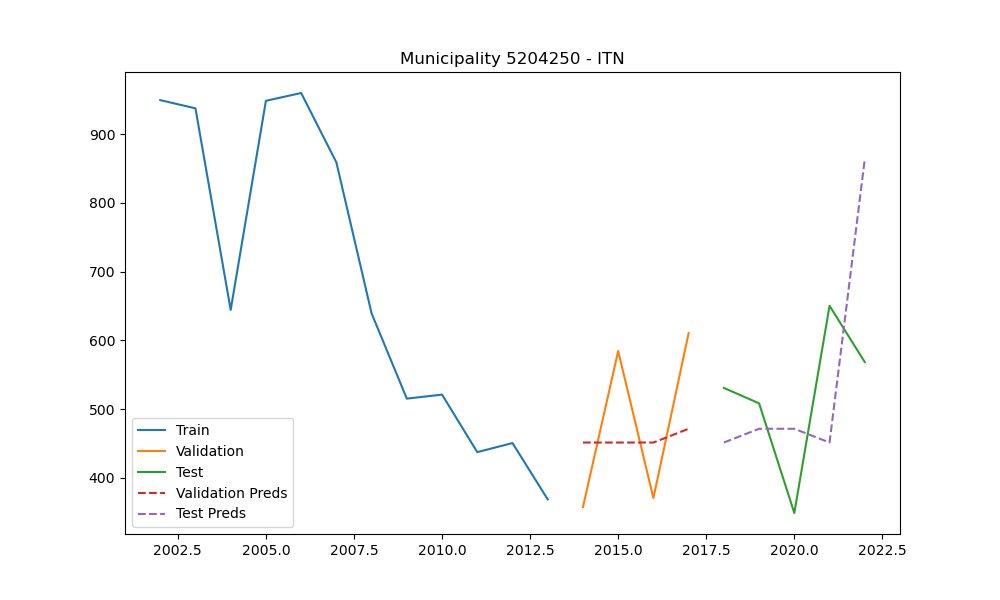 Municipality 5204250 - ITN
900
800
700
600
500
400
Train
Validation
Test
Validation Preds
Test Preds
2002.5 2005.0 2007.5 2010.0 2012.5 2015.0 2017.5 2020.0 2022.5